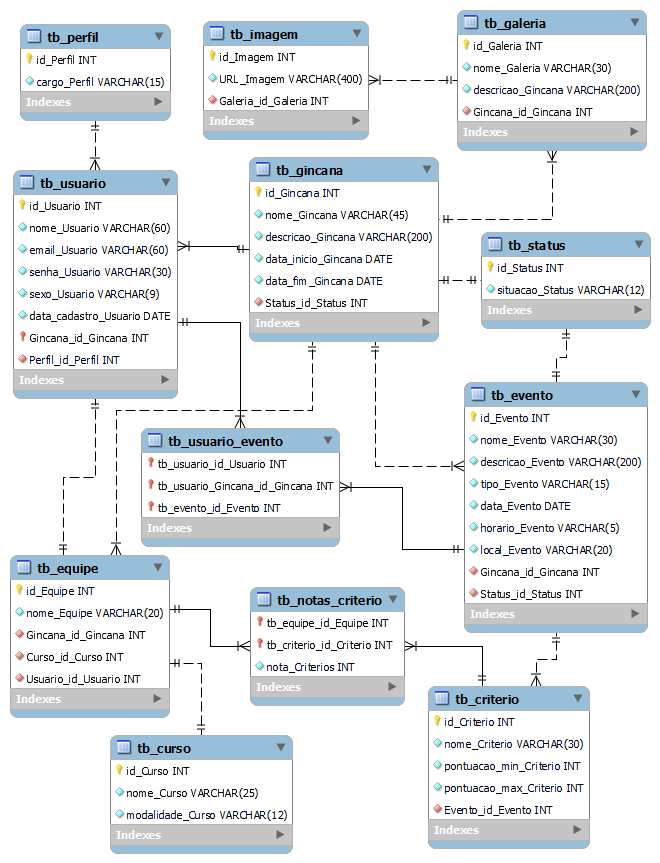 tb_perfil
id_Perfil INT
cargo_Perfil VARCHAR(15)
Indexes
tb_imagem
id_Imagem INT
URL_Imagem VARCHAR(400)
Galeria_id_Galeria INT
Indexes
tb_galeria
id_Galeria INT
nome_Galeria VARCHAR(30)
descricao_Gincana VARCHAR(200)
Gincana_id_Gincana INT
Indexes
tb_usuario
id_Usuario INT
nome_Usuario VARCHAR(60)
email_Usuario VARCHAR(60)
senha_Usuario VARCHAR(30)
sexo_Usuario VARCHAR(9)
data_cadastro_Usuario DATE
Gincana_id_Gincana INT
Perfil_id_Perfil INT
Indexes
tb_gincana
id_Gincana INT
nome_Gincana VARCHAR(45)
descricao_Gincana VARCHAR(200)
data_inicio_Gincana DATE
data_fim_Gincana DATE
Status_id_Status INT
Indexes
tb_status
id_Status INT
situacao_Status VARCHAR(12)
Indexes
tb_usuario_evento
tb_usuario_id_Usuario INT
tb_usuario_Gincana_id_Gincana INT
tb_evento_id_Evento INT
Indexes
tb_evento
id_Evento INT
nome_Evento VARCHAR(30)
descricao_Evento VARCHAR(200)
tipo_Evento VARCHAR(15)
data_Evento DATE
horario_Evento VARCHAR(5)
local_Evento VARCHAR(20)
Gincana_id_Gincana INT
Status_id_Status INT
Indexes
tb_equipe
id_Equipe INT
nome_Equipe VARCHAR(20)
Gincana_id_Gincana INT
Curso_id_Curso INT
Usuario_id_Usuario INT
Indexes
tb_notas_criterio
tb_equipe_id_Equipe INT
tb_criterio_id_Criterio INT
nota_Criterios INT
Indexes
tb_curso
id_Curso INT
nome_Curso VARCHAR(25)
modalidade_Curso VARCHAR(12)
Indexes
tb_criterio
id_Criterio INT
nome_Criterio VARCHAR(30)
pontuacao_min_Criterio INT
pontuacao_max_Criterio INT
Evento_id_Evento INT
Indexes